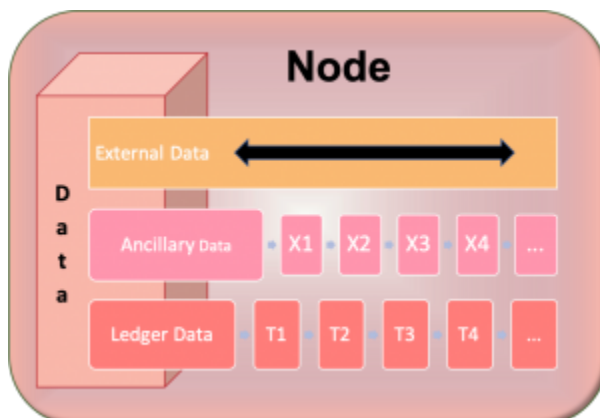 Node
External Data
D
a
t
a
Ancillary Data X1 X2 X3 X4 ...
Ledger Data T1 T2 T3 T4 ...